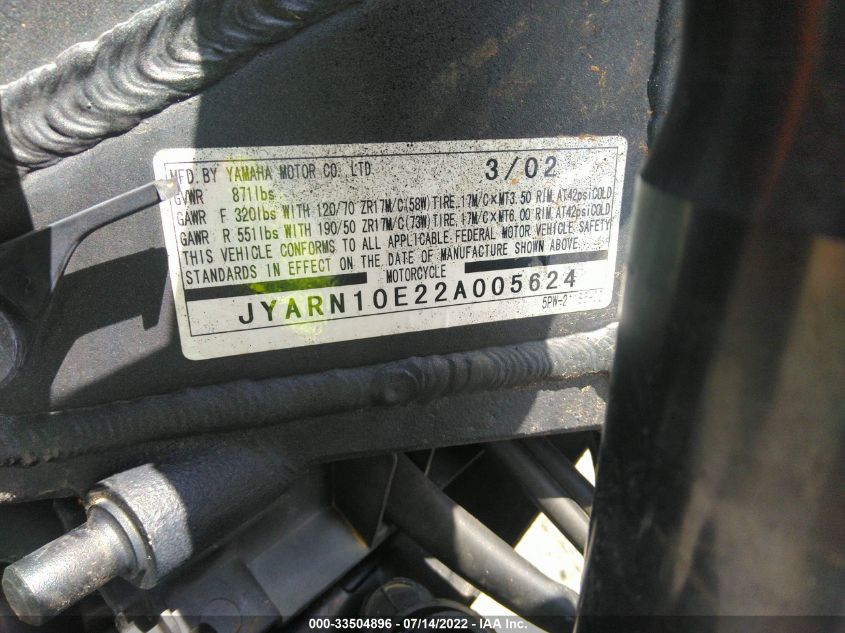 MFD. BY YAMAHA MOTOR CO., LTD. 3/02
GVWR 871lbs
GAWR F 320lbs WITH 120/70 ZR17M/C(58W)TIRE, 17M/C×MT3.50 RIM, AT42psiCOLD
GAWR R 551lbs WITH 190/50 ZR17M/C(73W)TIRE, 17M/C×MT6.00 RIM, AT42psiCOLD
THIS VEHICLE CONFORMS TO ALL APPLICABLE FEDERAL MOTOR VEHICLE SAFETY
STANDARDS IN EFFECT ON THE DATE OF MANUFACTURE SHOWN ABOVE.
MOTORCYCLE
JYARN10E22A005624
000-33504896 - 07/14/2022 - IAA Inc.